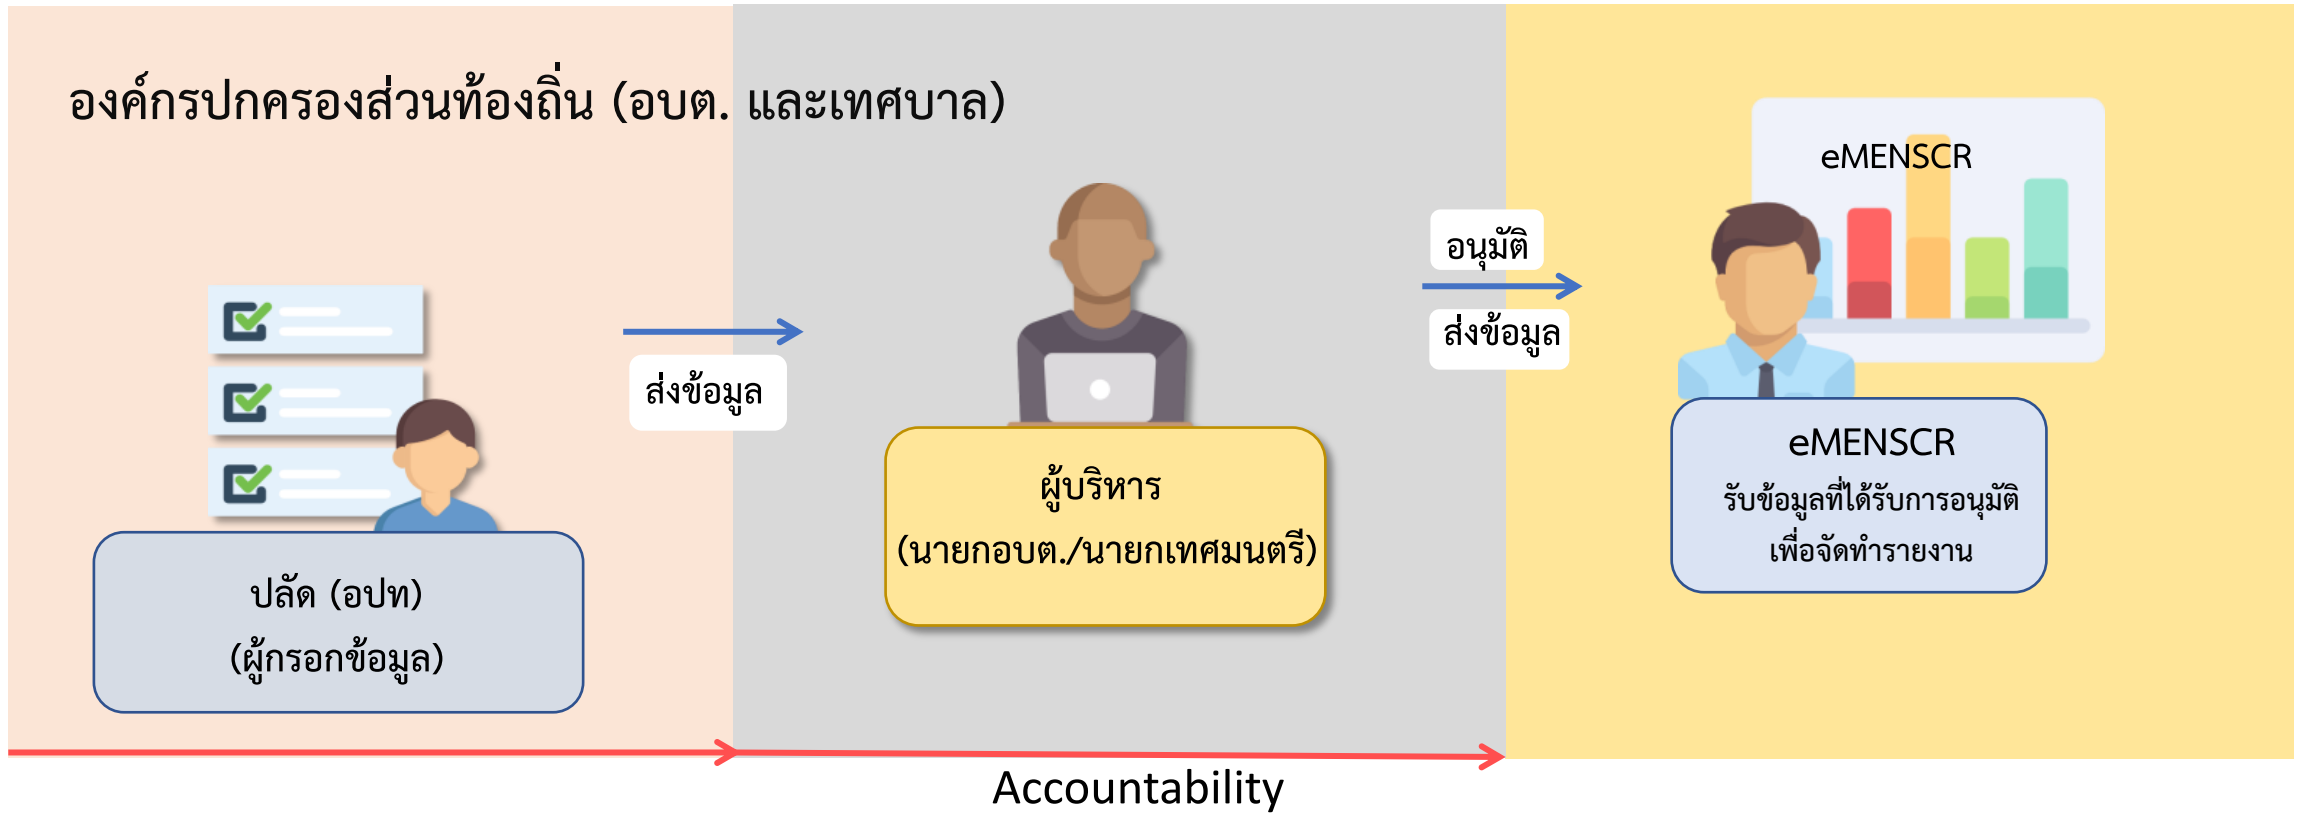 องค์กรปกครองส่วนท้องถิ่น (อบต. และเทศบาล)
ส่งข้อมูล
ปลัด (อปท)
(ผู้กรอกข้อมูล)
ผู้บริหาร
(นายกอบต./นายกเทศมนตรี)
อนุมัติ
ส่งข้อมูล
eMENSCR
eMENSCR
รับข้อมูลที่ได้รับการอนุมัติ
เพื่อจัดทำรายงาน
Accountability